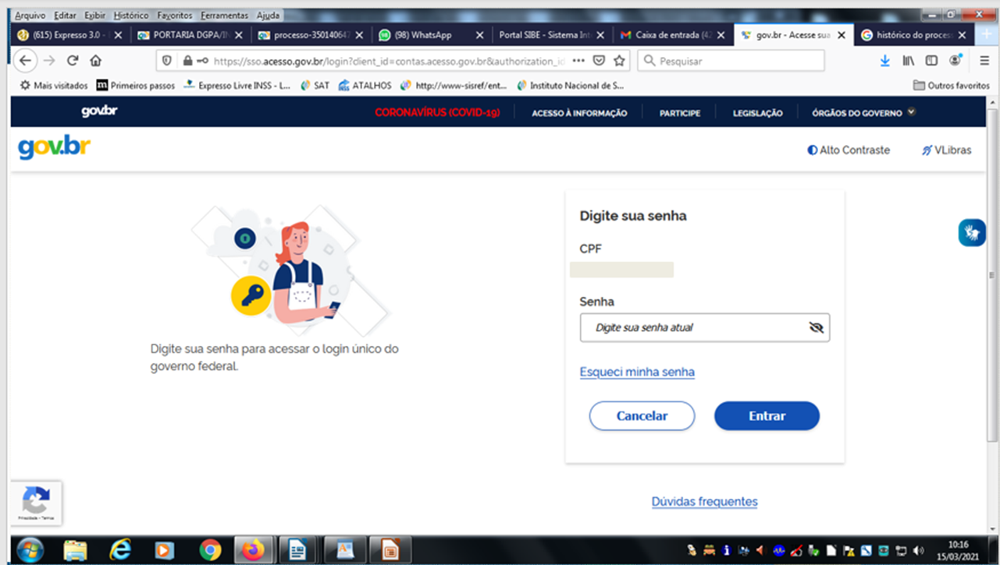 Arquivo Editar Exibir Histórico Favoritos Ferramentas Ajuda
(615) Expresso 3.0 - PORTARIA DGPA/IN processo-350140647 (98) WhatsApp Portal SIBE - Sistema Int Caixa de entrada (42 gov.br - Acesse sua histórico do process
https://sso.acesso.gov.br/login?client_id=contas.acesso.gov.br&authorization_id Pesquisar
Mais visitados Primeiros passos Expresso Livre INSS - L... SAT ATALHOS http://www-sisref/ent... Instituto Nacional de S... Outros favoritos
gov.br CORONAVÍRUS (COVID-19) ACESSO À INFORMAÇÃO PARTICIPE LEGISLAÇÃO ÓRGÃOS DO GOVERNO
gov.br Alto Contraste VLibras
Digite sua senha
CPF
Senha
Digite sua senha atual
Digite sua senha para acessar o login único do
governo federal.
Esqueci minha senha
Cancelar Entrar
Dúvidas frequentes
Privacidade - Termos
10:16
15/03/2021